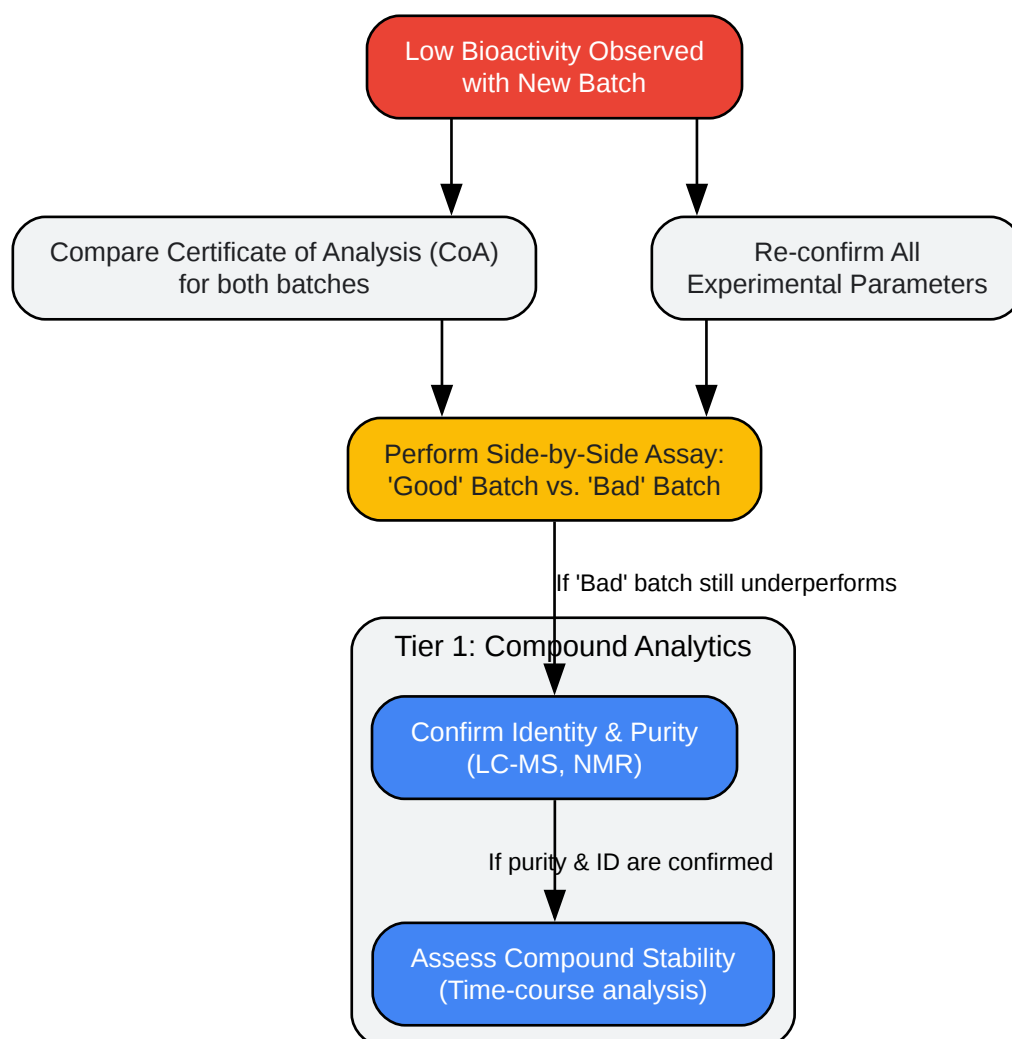 Low Bioactivity Observed
with New Batch
Compare Certificate of Analysis (CoA)
for both batches
Re-confirm All
Experimental Parameters
Perform Side-by-Side Assay:
'Good' Batch vs. 'Bad' Batch
If 'Bad' batch still underperforms
Tier 1: Compound Analytics
Confirm Identity & Purity
(LC-MS, NMR)
If purity & ID are confirmed
Assess Compound Stability
(Time-course analysis)